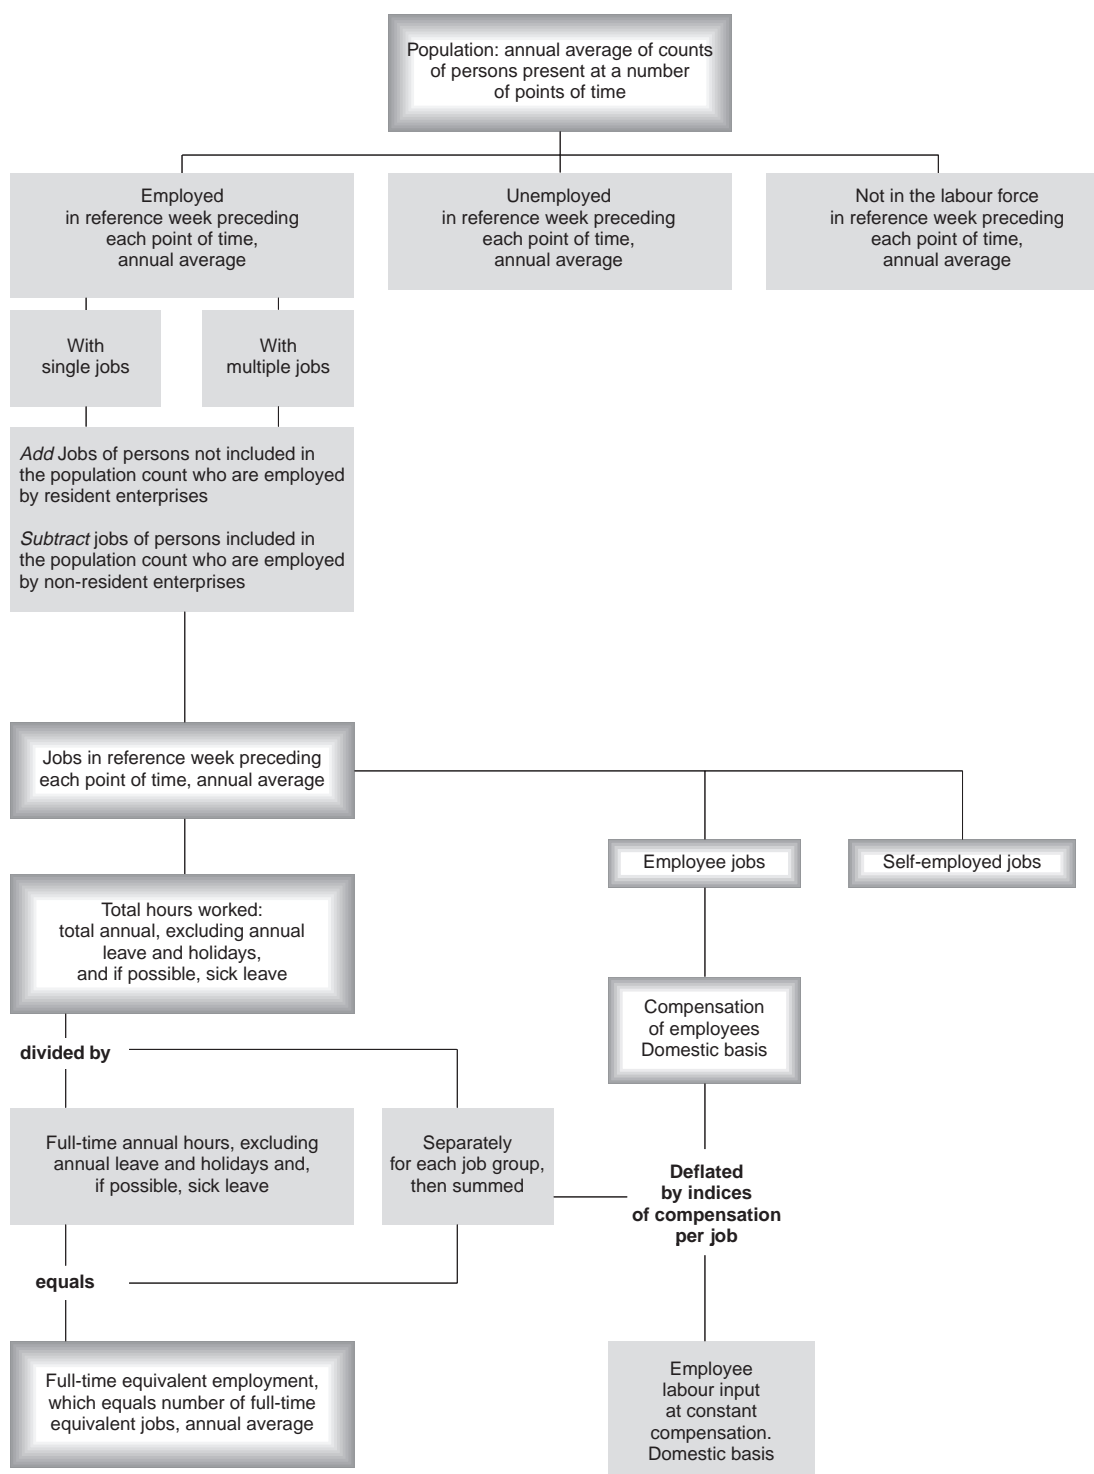 Population: annual average of counts
of persons present at a number
of points of time
Employed
in reference week preceding
each point of time,
annual average
Unemployed
in reference week preceding
each point of time,
annual average
Not in the labour force
in reference week preceding
each point of time,
annual average
With
single jobs
With
multiple jobs
Add Jobs of persons not included in
the population count who are employed
by resident enterprises
Subtract jobs of persons included in
the population count who are employed
by non-resident enterprises
Jobs in reference week preceding
each point of time, annual average
Employee jobs
Self-employed jobs
Total hours worked:
total annual, excluding annual
leave and holidays,
and if possible, sick leave
Compensation
of employees
Domestic basis
divided by
Full-time annual hours, excluding
annual leave and holidays and,
if possible, sick leave
Separately
for each job group,
then summed
Deflated
by indices
of compensation
per job
equals
Full-time equivalent employment,
which equals number of full-time
equivalent jobs, annual average
Employee
labour input
at constant
compensation.
Domestic basis